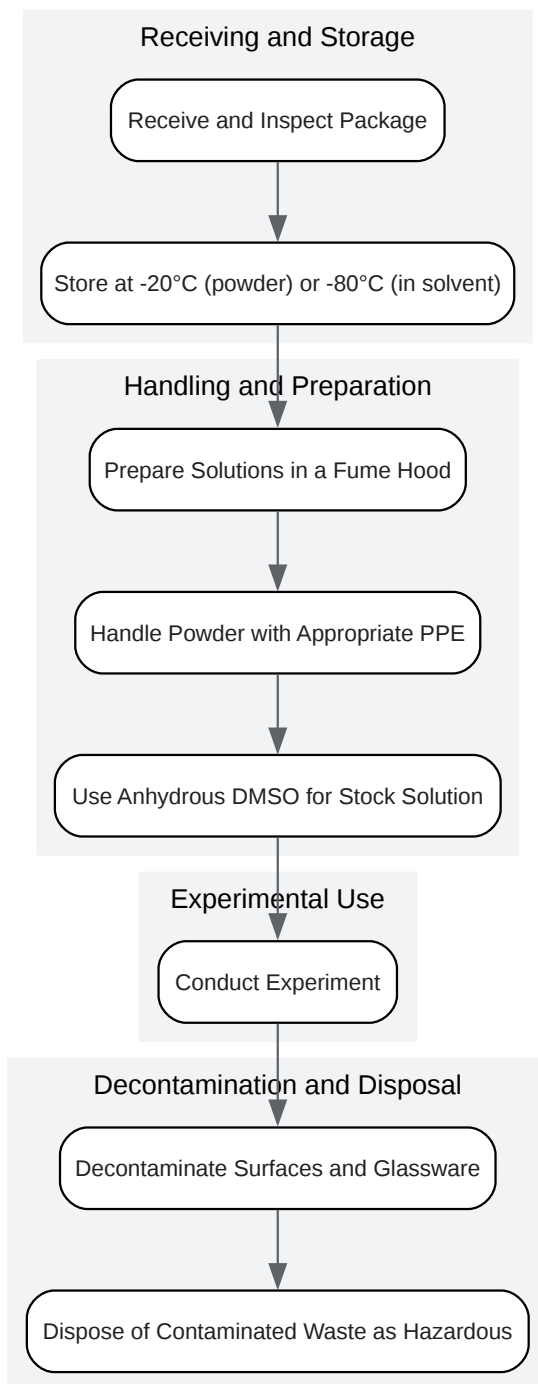 Receiving and Storage
Receive and Inspect Package
Store at -20°C (powder) or -80°C (in solvent)
Handling and Preparation
Prepare Solutions in a Fume Hood
Handle Powder with Appropriate PPE
Use Anhydrous DMSO for Stock Solution
Experimental Use
Conduct Experiment
Decontamination and Disposal
Decontaminate Surfaces and Glassware
Dispose of Contaminated Waste as Hazardous